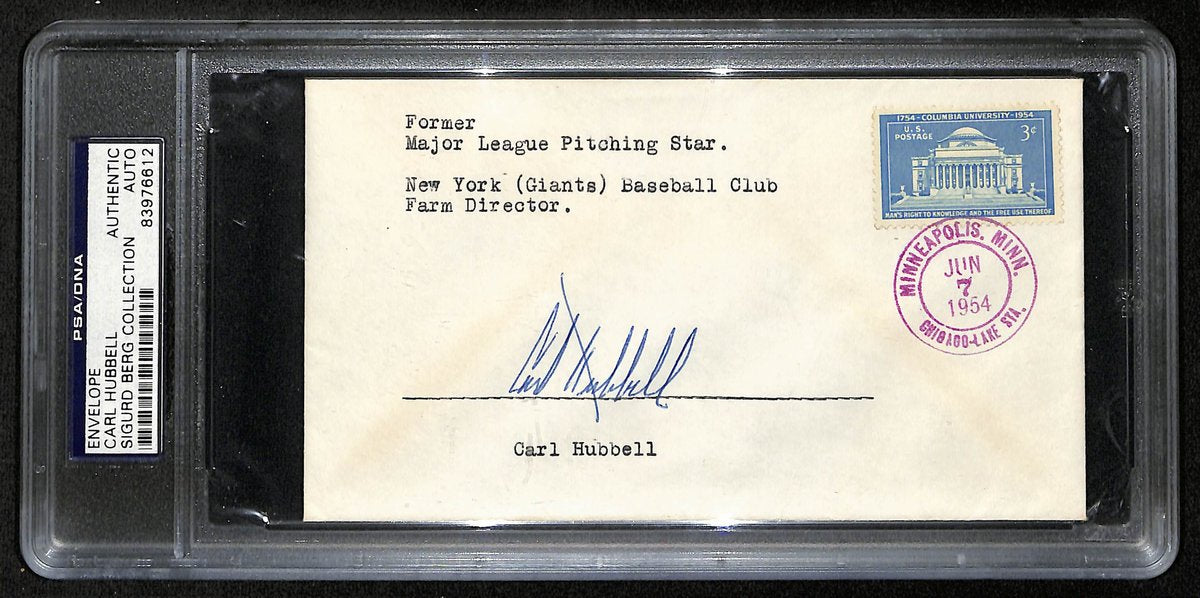 PSA/DNA
ENVELOPE
CARL HUBBELL AUTHENTIC
SIGURD BERG COLLECTION AUTO
83976612
Former
Major League Pitching Star.
New York (Giants) Baseball Club
Farm Director.
Carl Hubbell
Carl Hubbell
1754-COLUMBIA UNIVERSITY-1954
U.S. POSTAGE
3¢
MAN'S RIGHT TO KNOWLEDGE AND THE FREE USE THEREOF
MINNEAPOLIS, MINN.
JUN
7
1954
CHICAGO-LAKE STA.